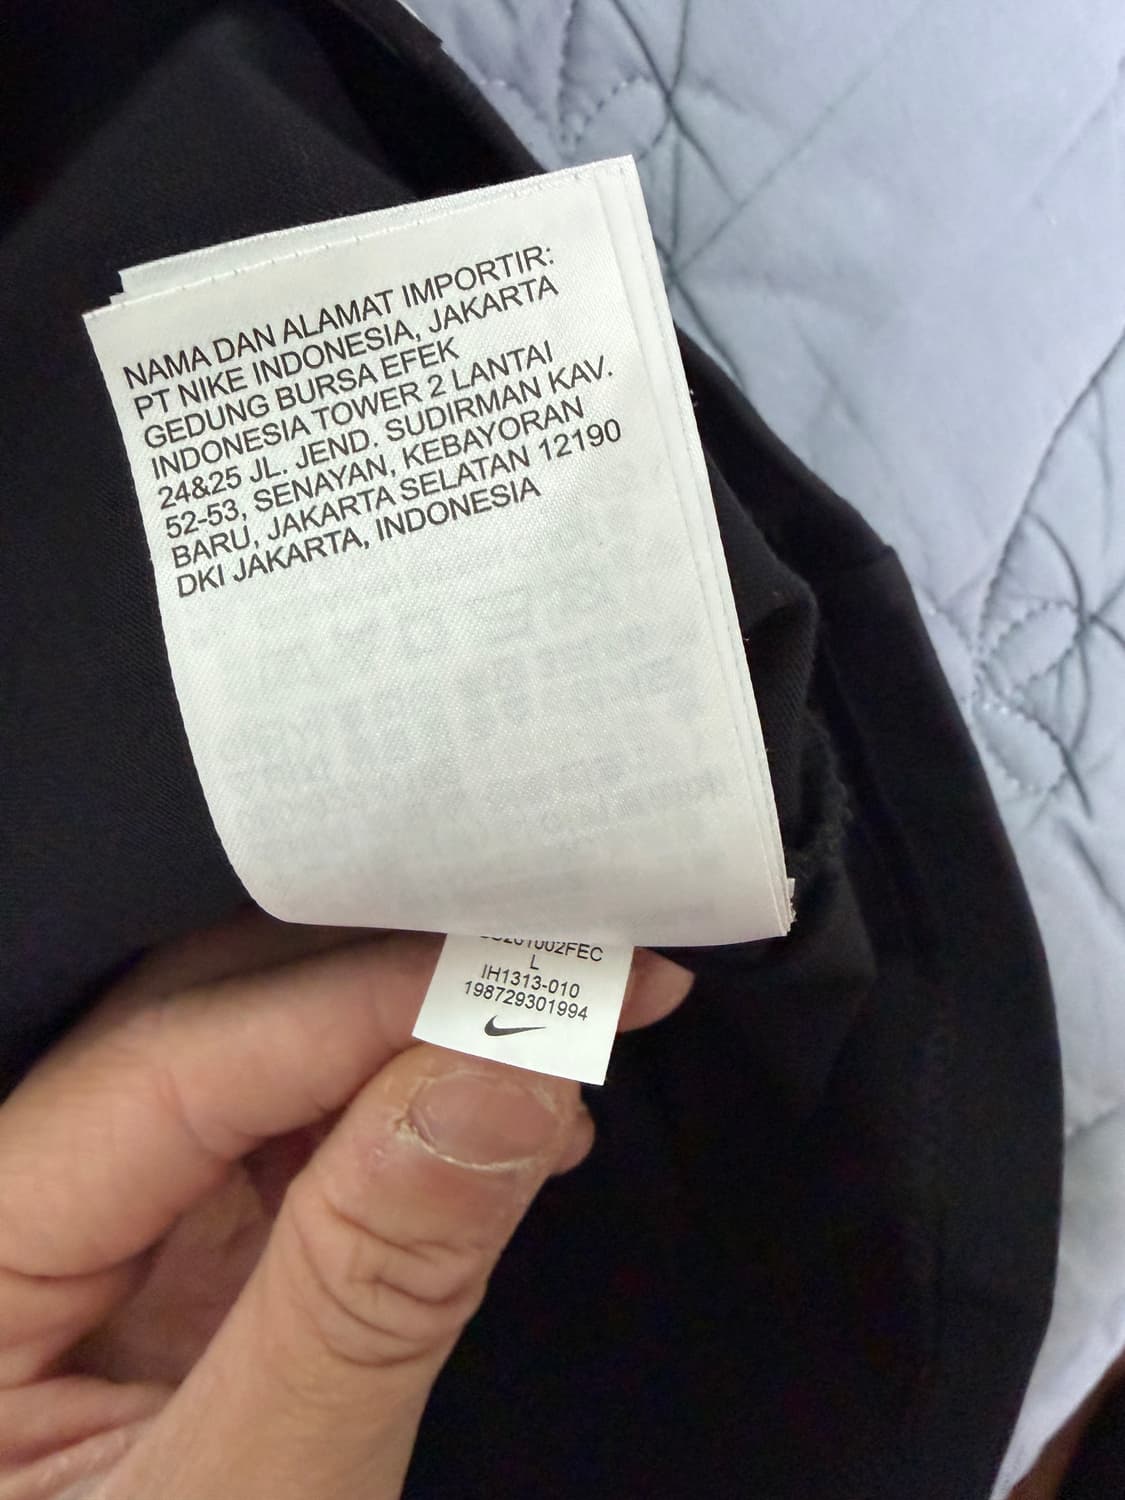 NAMA DAN ALAMAT IMPORTIR:
PT NIKE INDONESIA, JAKARTA
GEDUNG BURSA EFEK
INDONESIA TOWER 2 LANTAI
24&25 JL. JEND. SUDIRMAN KAV.
52-53, SENAYAN, KEBAYORAN
BARU, JAKARTA SELATAN 12190
DKI JAKARTA, INDONESIA
L
IH1313-010
198729301994